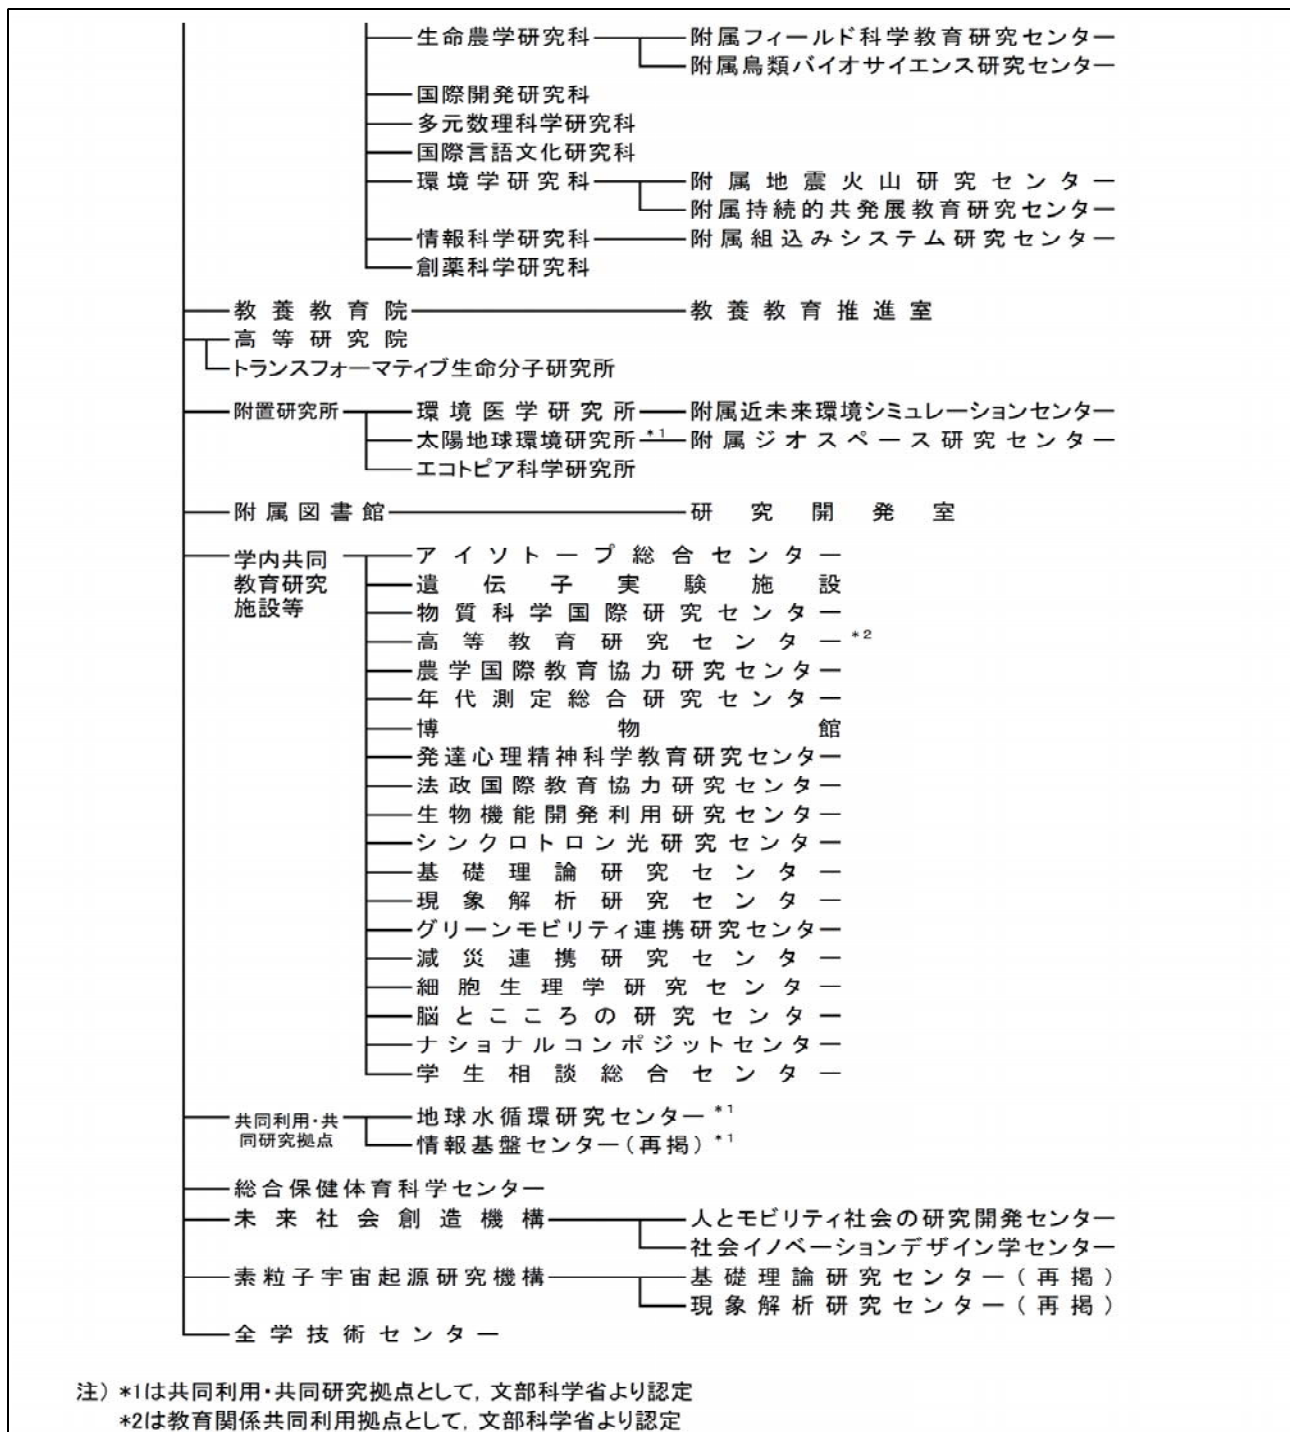 生命農学研究科 附属フィールド科学教育研究センター
附属鳥類バイオサイエンス研究センター
国際開発研究科
多元数理科学研究科
国際言語文化研究科
環境学研究科 附属地震火山研究センター
附属持続的共発展教育研究センター
情報科学研究科 附属組込みシステム研究センター
創薬科学研究科
教養教育院 教養教育推進室
高等研究院
トランスフォーマティブ生命分子研究所
附置研究所 環境医学研究所 附属近未来環境シミュレーションセンター
太陽地球環境研究所 *1 附属ジオスペース研究センター
エコトピア科学研究所
附属図書館 研究開発室
学内共同 アイソトープ総合センター
教育研究 遺伝子実験施設
施設等 物質科学国際研究センター
高等教育研究センター *2
農学国際教育協力研究センター
年代測定総合研究センター
博物館
発達心理精神科学教育研究センター
法政国際教育協力研究センター
生物機能開発利用研究センター
シンクロトロン光研究センター
基礎理論研究センター
現象解析研究センター
グリーンモビリティ連携研究センター
減災連携研究センター
細胞生理学研究センター
脳とこころの研究センター
ナショナルコンポジットセンター
学生相談総合センター
共同利用・共 地球水循環研究センター *1
同研究拠点 情報基盤センター(再掲) *1
総合保健体育科学センター
未来社会創造機構 人とモビリティ社会の研究開発センター
社会イノベーションデザイン学センター
素粒子宇宙起源研究機構 基礎理論研究センター(再掲)
現象解析研究センター(再掲)
全学技術センター
注) *1は共同利用・共同研究拠点として, 文部科学省より認定
*2は教育関係共同利用拠点として, 文部科学省より認定